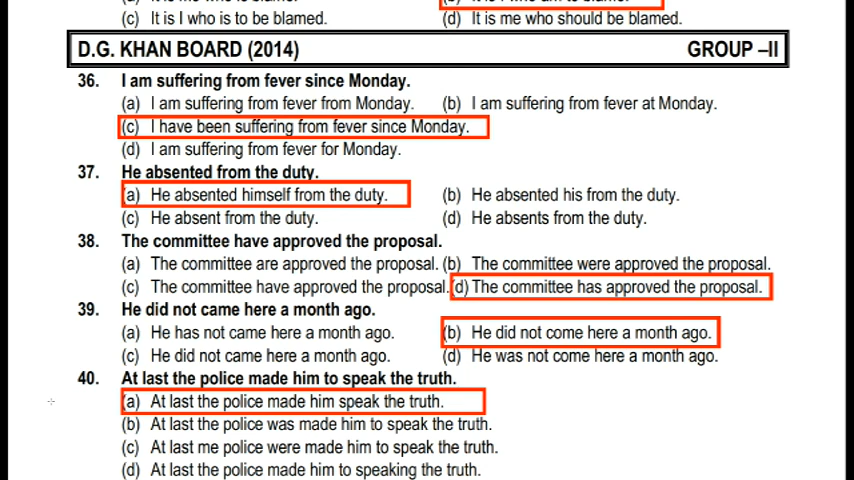 (c) It is I who is to be blamed. (d) It is me who should be blamed.
D.G. KHAN BOARD (2014) GROUP –II
36. I am suffering from fever since Monday.
(a) I am suffering from fever from Monday. (b) I am suffering from fever at Monday.
(c) I have been suffering from fever since Monday.
(d) I am suffering from fever for Monday.
37. He absented from the duty.
(a) He absented himself from the duty. (b) He absented his from the duty.
(c) He absent from the duty. (d) He absents from the duty.
38. The committee have approved the proposal.
(a) The committee are approved the proposal. (b) The committee were approved the proposal.
(c) The committee have approved the proposal. (d) The committee has approved the proposal.
39. He did not came here a month ago.
(a) He has not came here a month ago. (b) He did not come here a month ago.
(c) He did not came here a month ago. (d) He was not come here a month ago.
40. At last the police made him to speak the truth.
(a) At last the police made him speak the truth.
(b) At last the police was made him to speak the truth.
(c) At last me police were made him to speak the truth.
(d) At last the police made him to speaking the truth.